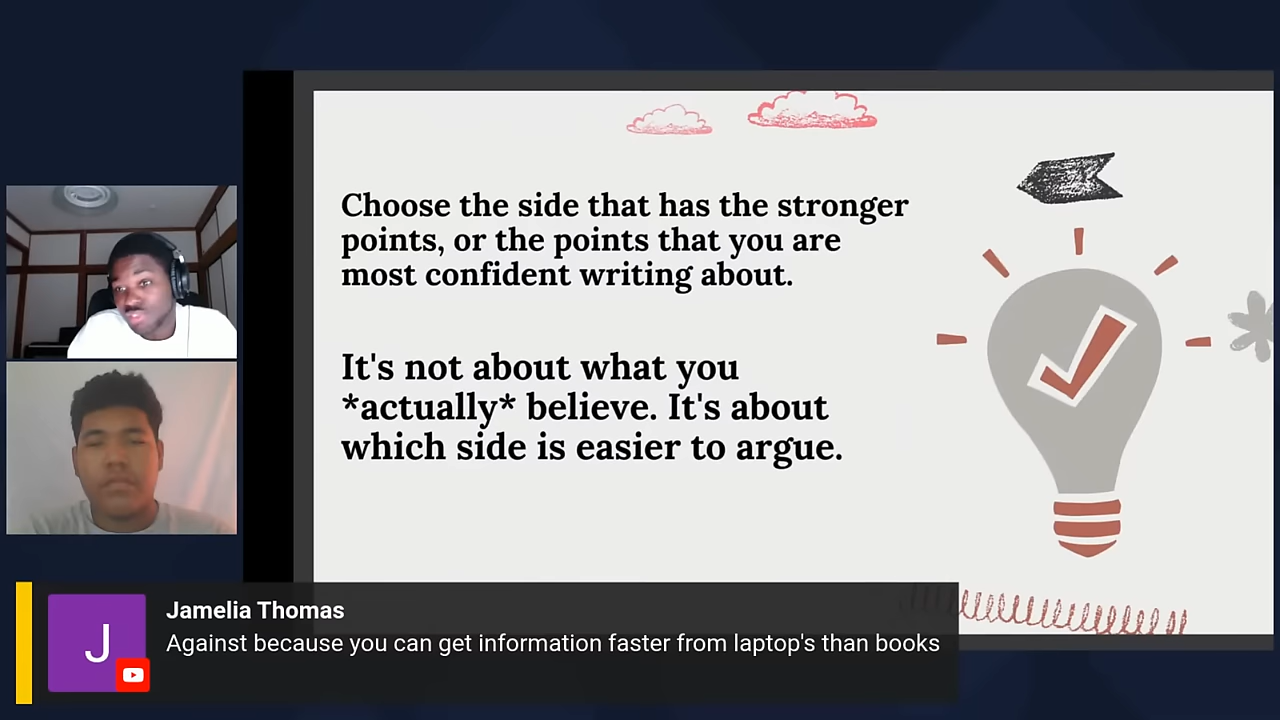 Choose the side that has the stronger
points, or the points that you are
most confident writing about.
It's not about what you
*actually* believe. It's about
which side is easier to argue.
J
Jamelia Thomas
Against because you can get information faster from laptop's than books